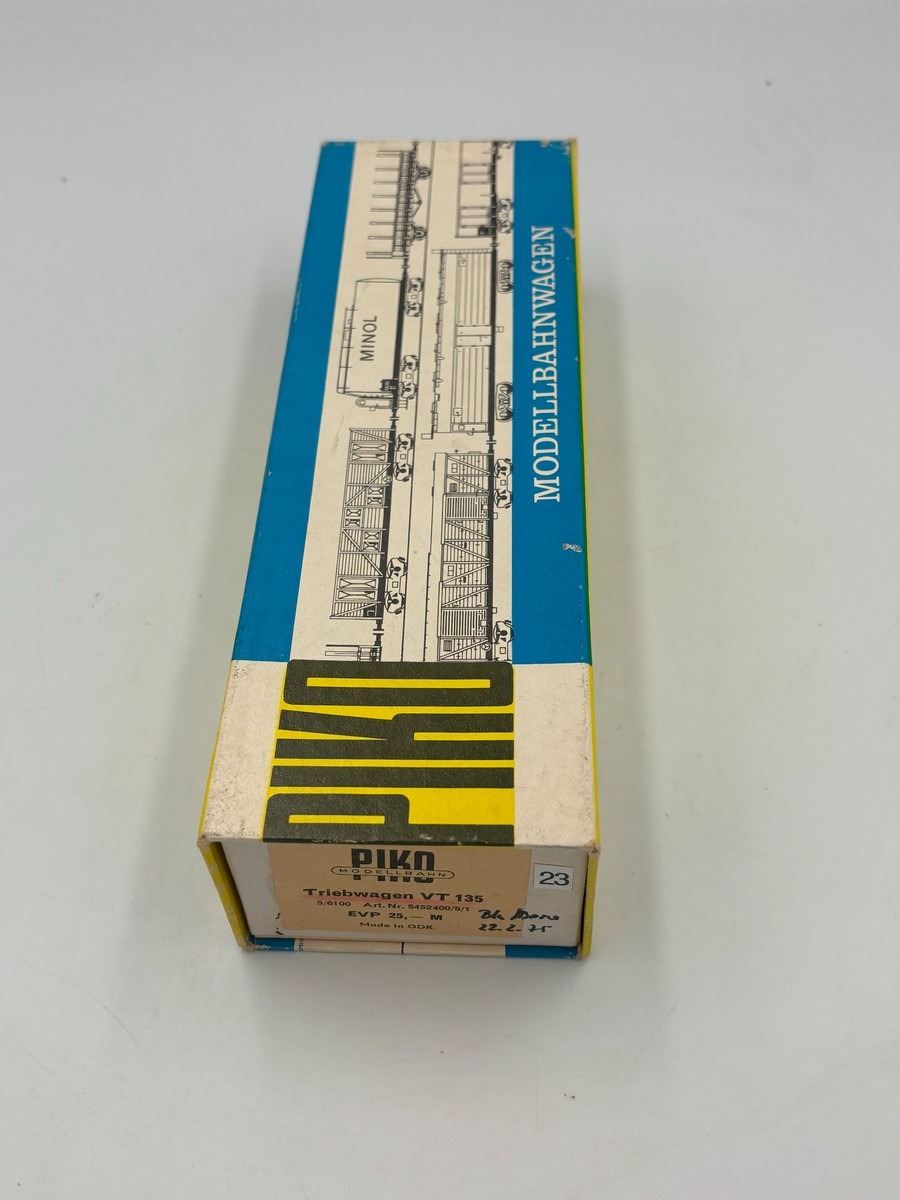 MINOL
MODELLBAHNWAGEN
PIKO
PIKO
MODELLBAHN
23
Triebwagen VT 135
5/6100 Art. Nr. 5452400/5/1
EVP 25,— M
Made in GDR.
22.2.75